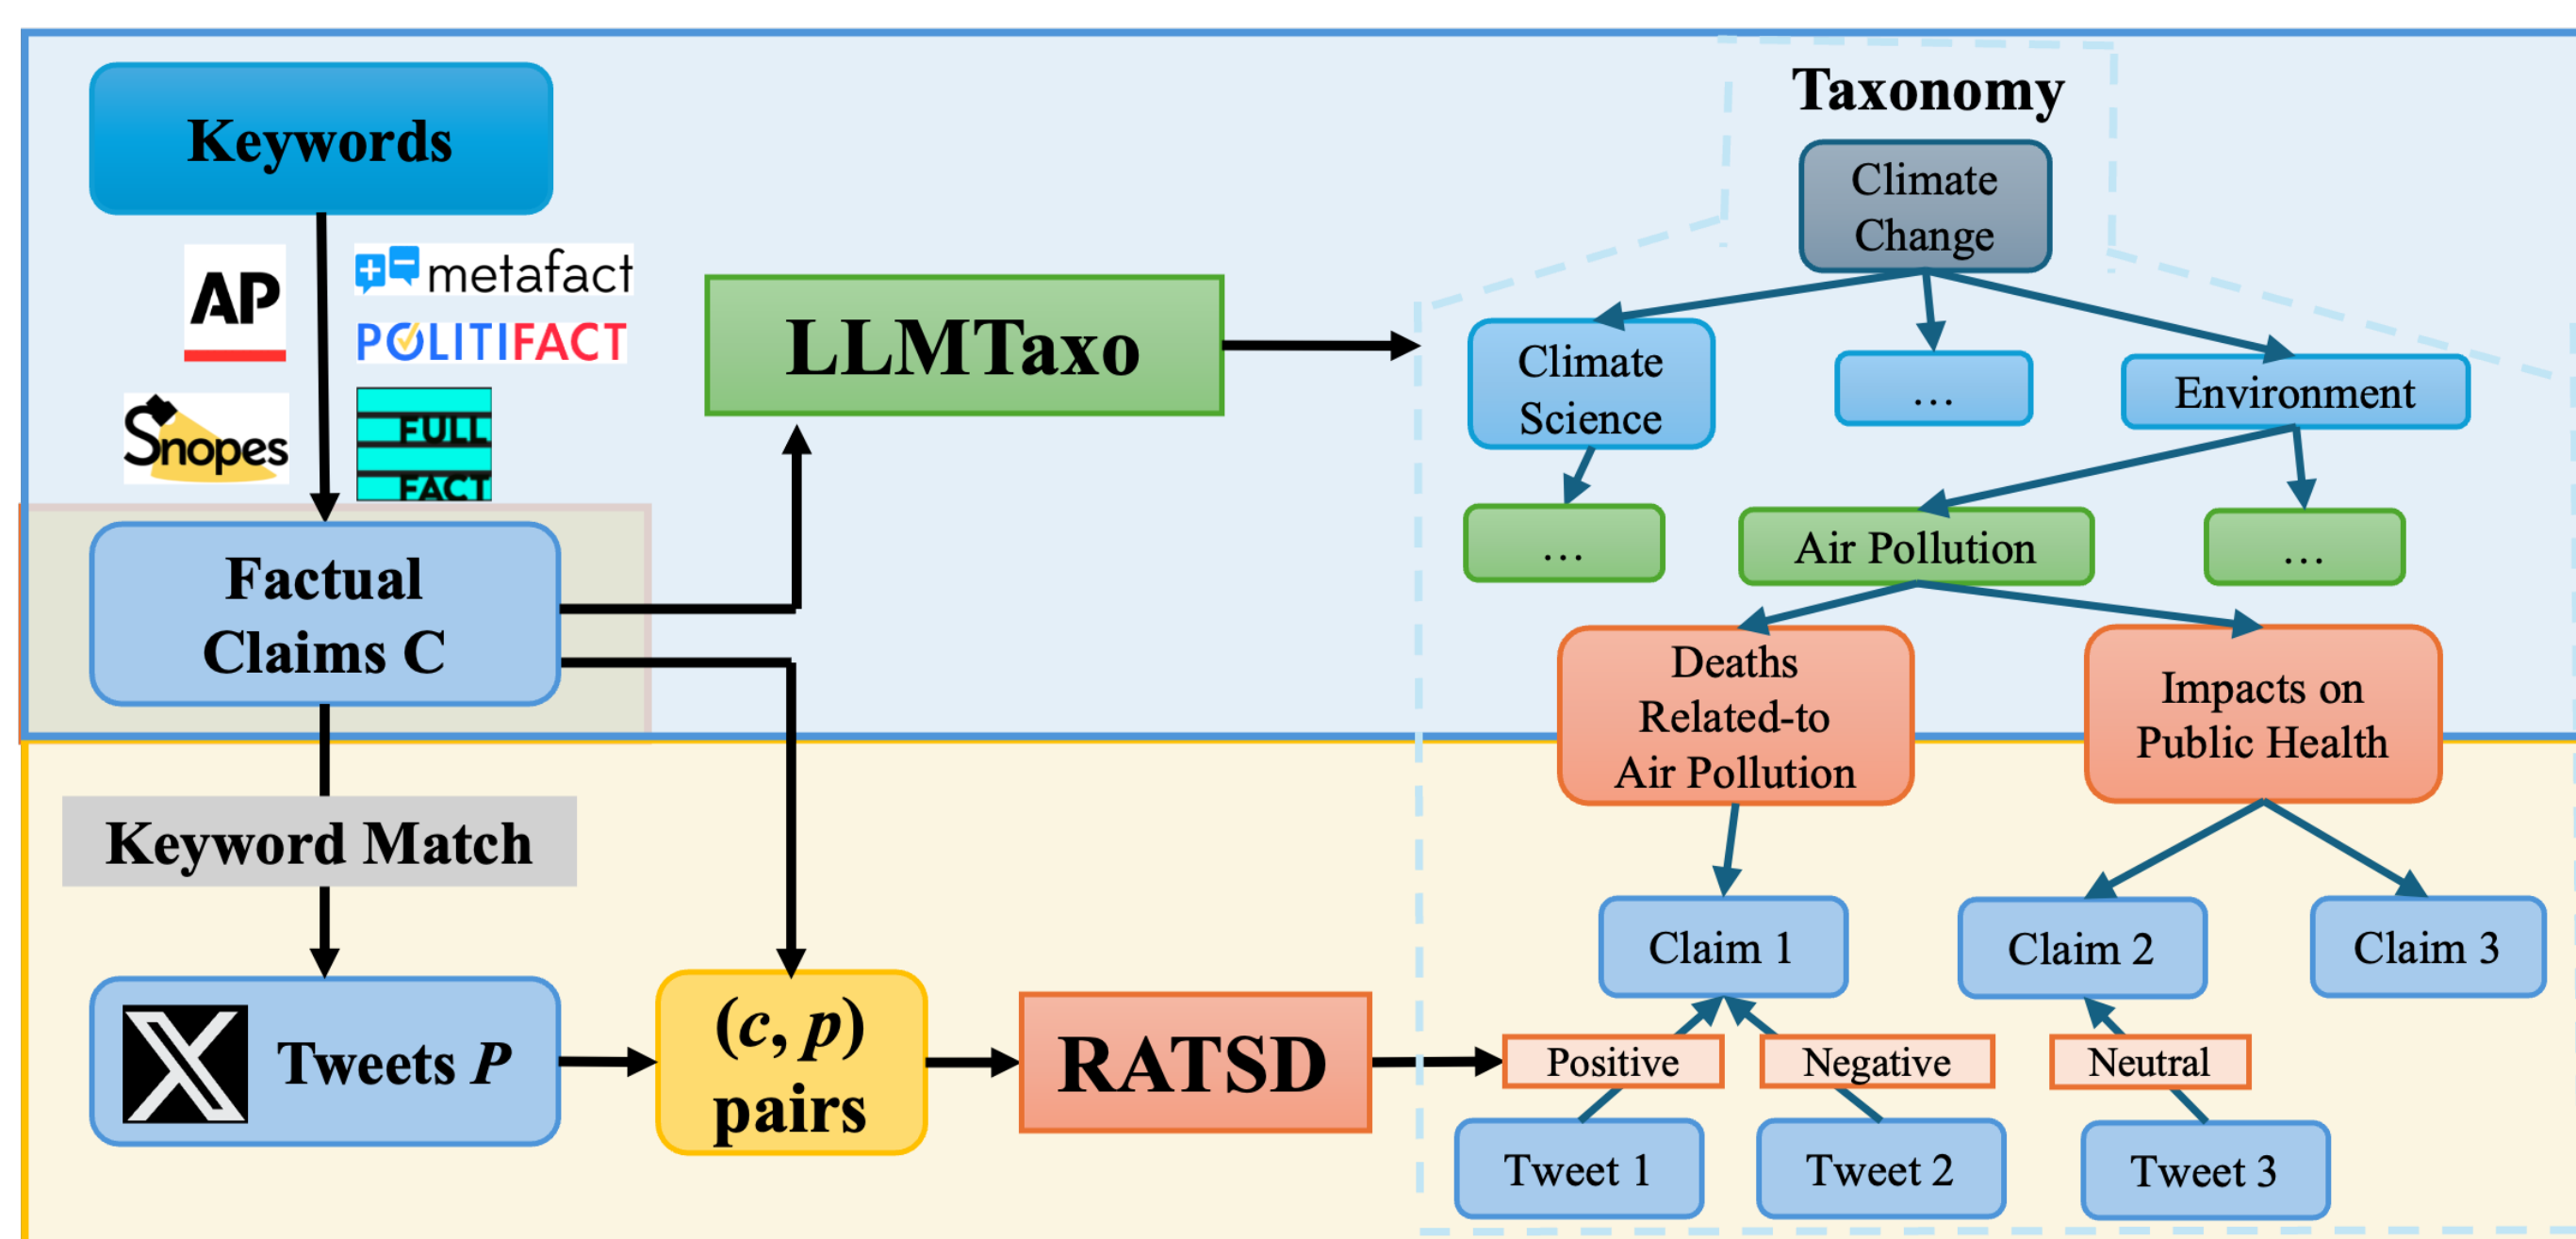 Keywords
AP
metafact
POLITIFACT
Snopes
FULL
FACT
Factual
Claims C
Keyword Match
Tweets P
(c, p)
pairs
LLMTaxo
RATSD
Taxonomy
Climate
Change
Climate
Science
...
Environment
...
Air Pollution
...
Deaths
Related-to
Air Pollution
Impacts on
Public Health
Claim 1
Claim 2
Claim 3
Positive
Negative
Neutral
Tweet 1
Tweet 2
Tweet 3